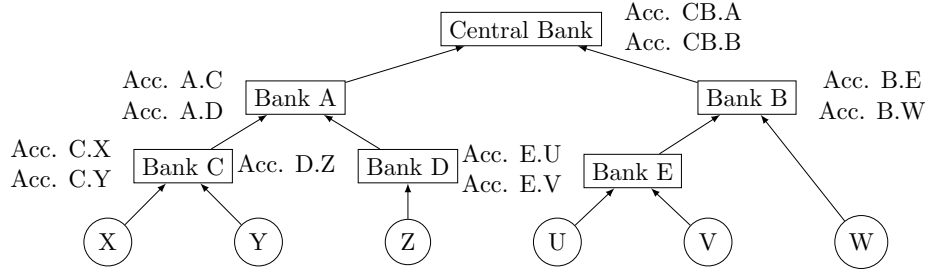 Central Bank
Acc. CB.A
Acc. CB.B
Acc. A.C
Acc. A.D
Bank A
Bank B
Acc. B.E
Acc. B.W
Acc. C.X
Acc. C.Y
Bank C
Acc. D.Z
Bank D
Acc. E.U
Acc. E.V
Bank E
X
Y
Z
U
V
W